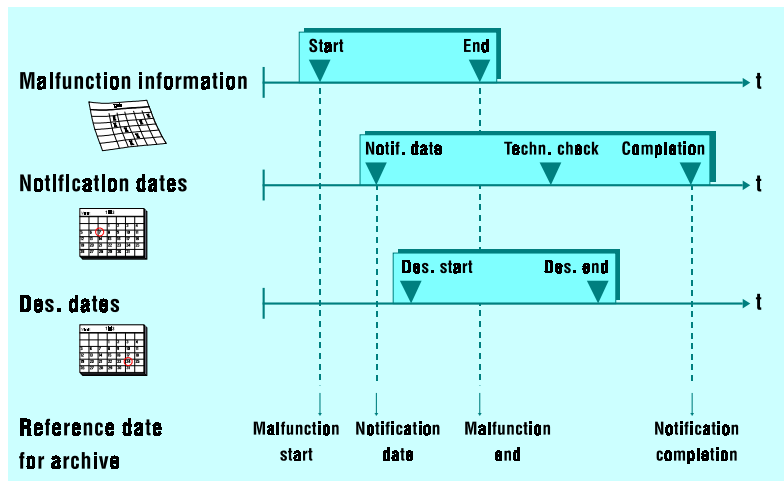 Start End
Malfunction information t
Notif. date Techn. check Completion
Notification dates t
Des. start Des. end
Des. dates t
Reference date for archive
Malfunction start
Notification date
Malfunction end
Notification completion